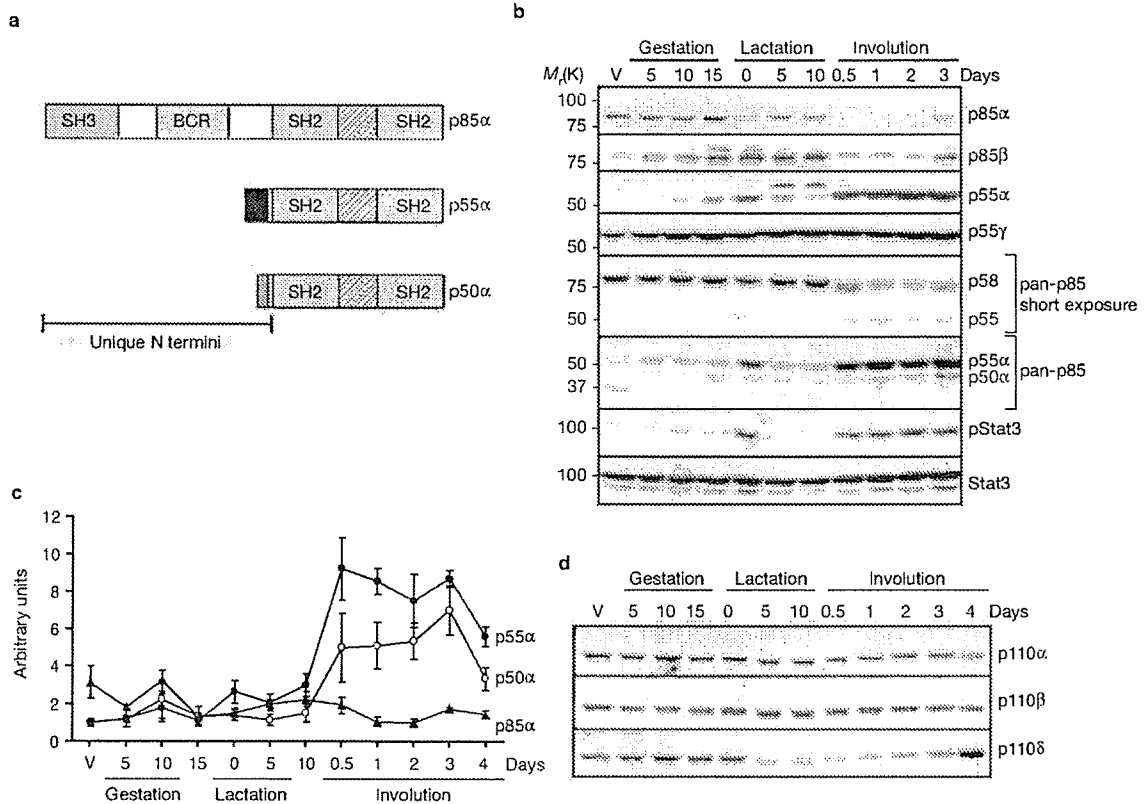 a
SH3 BCR SH2 SH2 p85α
SH2 SH2 p55α
SH2 SH2 p50α
Unique N termini
b
Gestation Lactation Involution
Mr(K) V 5 10 15 0 5 10 0.5 1 2 3 Days
100
75
p85α
75
p85β
50
p55α
50
p55γ
75
50
p58
p55
pan-p85
short exposure
50
37
p55α
p50α
pan-p85
100
pStat3
100
Stat3
c
Arbitrary units
12
10
8
6
4
2
0
p55α
p50α
p85α
V 5 10 15 0 5 10 0.5 1 2 3 4 Days
Gestation Lactation Involution
d
Gestation Lactation Involution
V 5 10 15 0 5 10 0.5 1 2 3 4 Days
p110α
p110β
p110δ